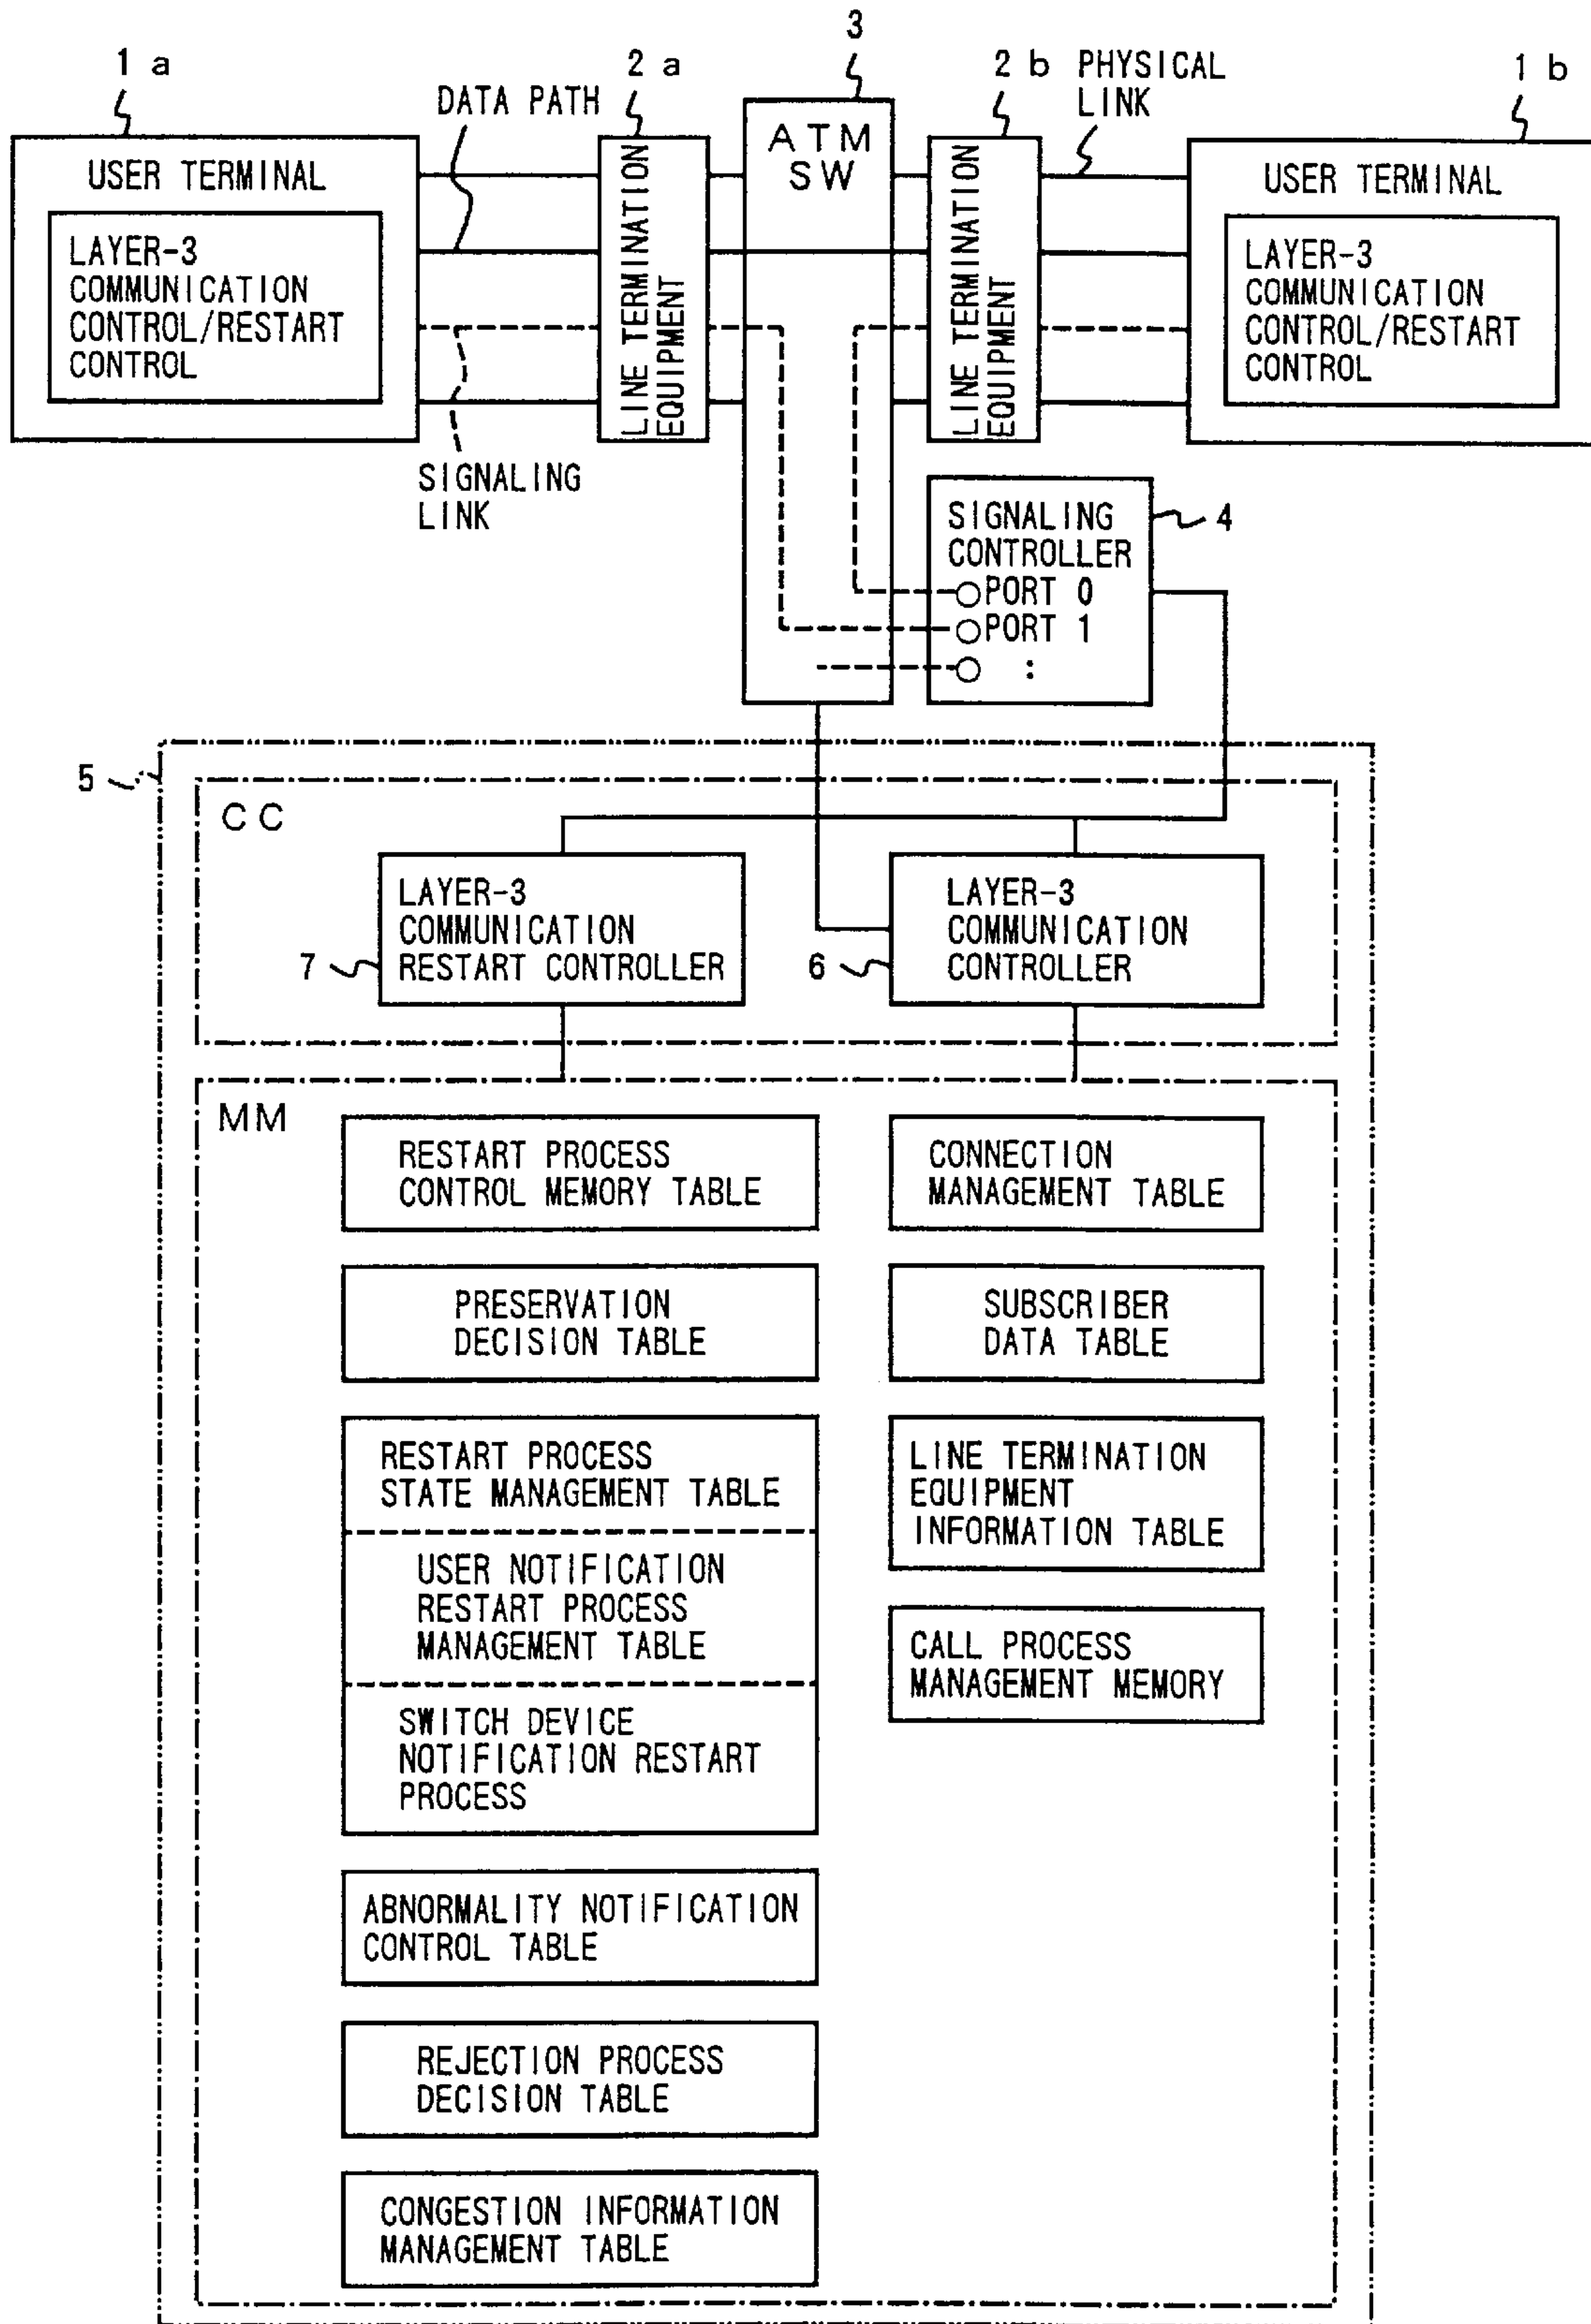 3
1 a
2 a
2 b
PHYSICAL
LINK
1 b
DATA PATH
USER TERMINAL
LAYER-3
COMMUNICATION
CONTROL/RESTART
CONTROL
LINE TERMINATION
EQUIPMENT
ATM
SW
LINE TERMINATION
EQUIPMENT
USER TERMINAL
LAYER-3
COMMUNICATION
CONTROL/RESTART
CONTROL
SIGNALING
LINK
SIGNALING
CONTROLLER
PORT 0
PORT 1
:
4
5
CC
LAYER-3
COMMUNICATION
RESTART CONTROLLER
7
LAYER-3
COMMUNICATION
CONTROLLER
6
MM
RESTART PROCESS
CONTROL MEMORY TABLE
CONNECTION
MANAGEMENT TABLE
PRESERVATION
DECISION TABLE
SUBSCRIBER
DATA TABLE
RESTART PROCESS
STATE MANAGEMENT TABLE
USER NOTIFICATION
RESTART PROCESS
MANAGEMENT TABLE
SWITCH DEVICE
NOTIFICATION RESTART
PROCESS
LINE TERMINATION
EQUIPMENT
INFORMATION TABLE
CALL PROCESS
MANAGEMENT MEMORY
ABNORMALITY NOTIFICATION
CONTROL TABLE
REJECTION PROCESS
DECISION TABLE
CONGESTION INFORMATION
MANAGEMENT TABLE